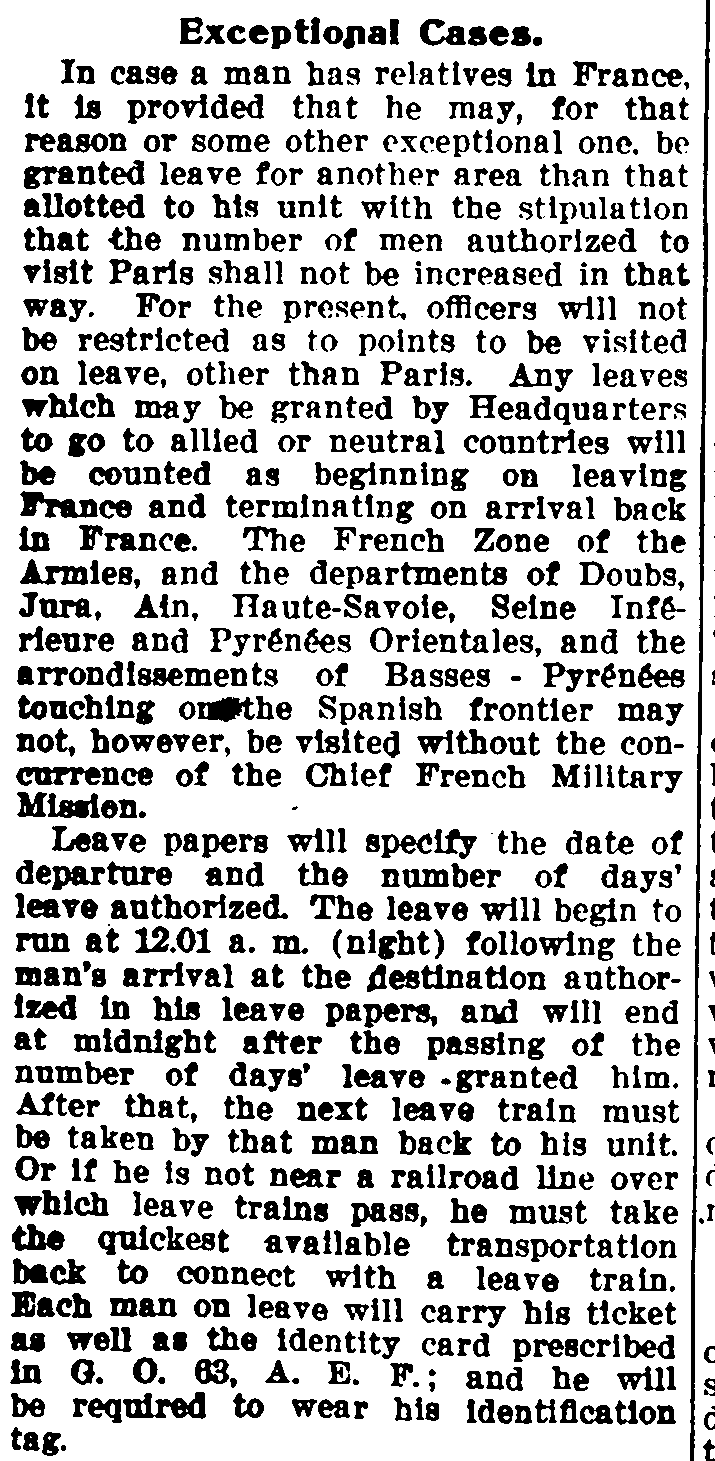 Exceptional Cases.
In case a man has relatives in France,
it is provided that he may, for that
reason or some other exceptional one, be
granted leave for another area than that
allotted to his unit with the stipulation
that the number of men authorized to
visit Paris shall not be increased in that
way. For the present, officers will not
be restricted as to points to be visited
on leave, other than Paris. Any leaves
which may be granted by Headquarters
to go to allied or neutral countries will
be counted as beginning on leaving
France and terminating on arrival back
in France. The French Zone of the
Armies, and the departments of Doubs,
Jura, Ain, Haute-Savoie, Seine Infé-
rieure and Pyrénées Orientales, and the
arrondissements of Basses - Pyrénées
touching on the Spanish frontier may
not, however, be visited without the con-
currence of the Chief French Military
Mission.
Leave papers will specify the date of
departure and the number of days'
leave authorized. The leave will begin to
run at 12.01 a. m. (night) following the
man's arrival at the destination author-
ized in his leave papers, and will end
at midnight after the passing of the
number of days' leave granted him.
After that, the next leave train must
be taken by that man back to his unit.
Or if he is not near a railroad line over
which leave trains pass, he must take
the quickest available transportation
back to connect with a leave train.
Each man on leave will carry his ticket
as well as the identity card prescribed
in G. O. 63, A. E. F.; and he will
be required to wear his identification
tag.